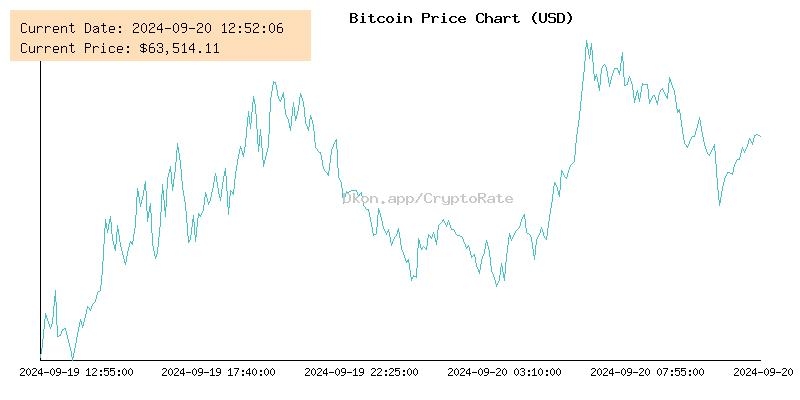 Bitcoin Price Chart (USD)
Current Date: 2024-09-20 12:52:06
Current Price: $63,514.11
Dkon.app/CryptoRate
2024-09-19 12:55:00 2024-09-19 17:40:00 2024-09-19 22:25:00 2024-09-20 03:10:00 2024-09-20 07:55:00 2024-09-20